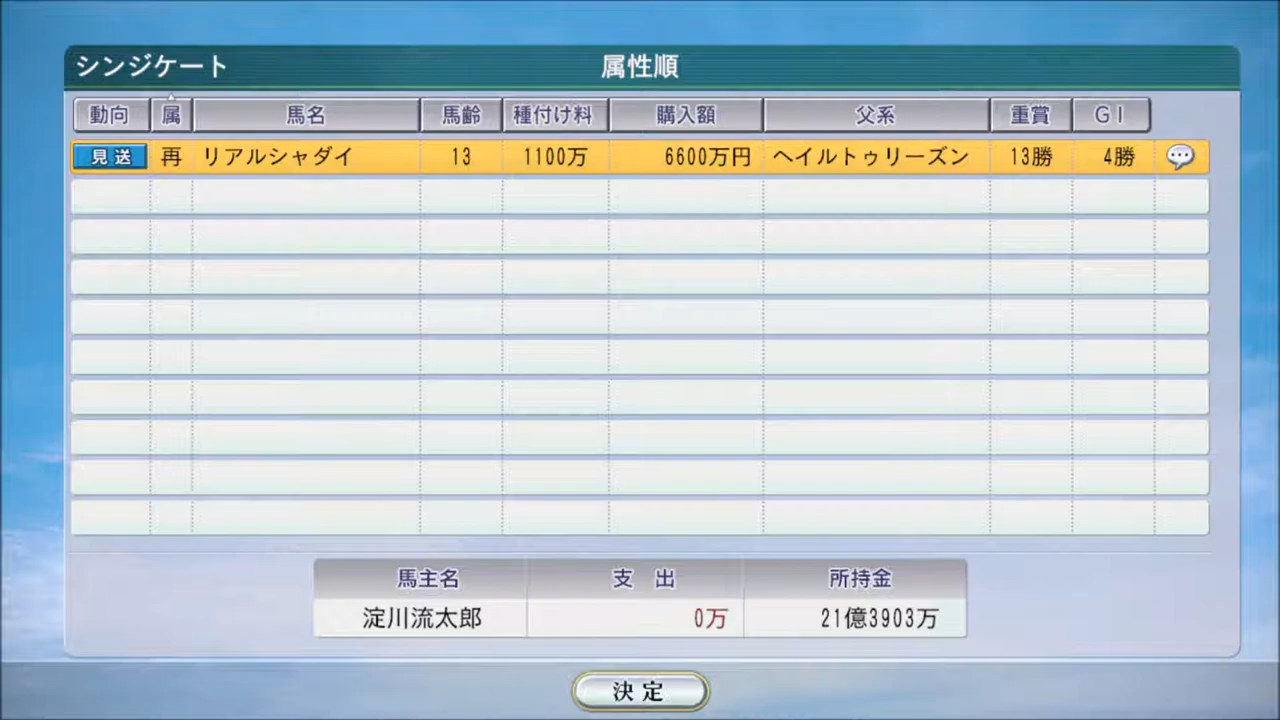 シンジケート 属性順
動向 属 馬名 馬齢 種付け料 購入額 父系 重賞 GⅠ
見送 再 リアルシャダイ 13 1100万 6600万円 ヘイルトゥリーズン 13勝 4勝
馬主名 支出 所持金
淀川流太郎 0万 21億3903万
決定